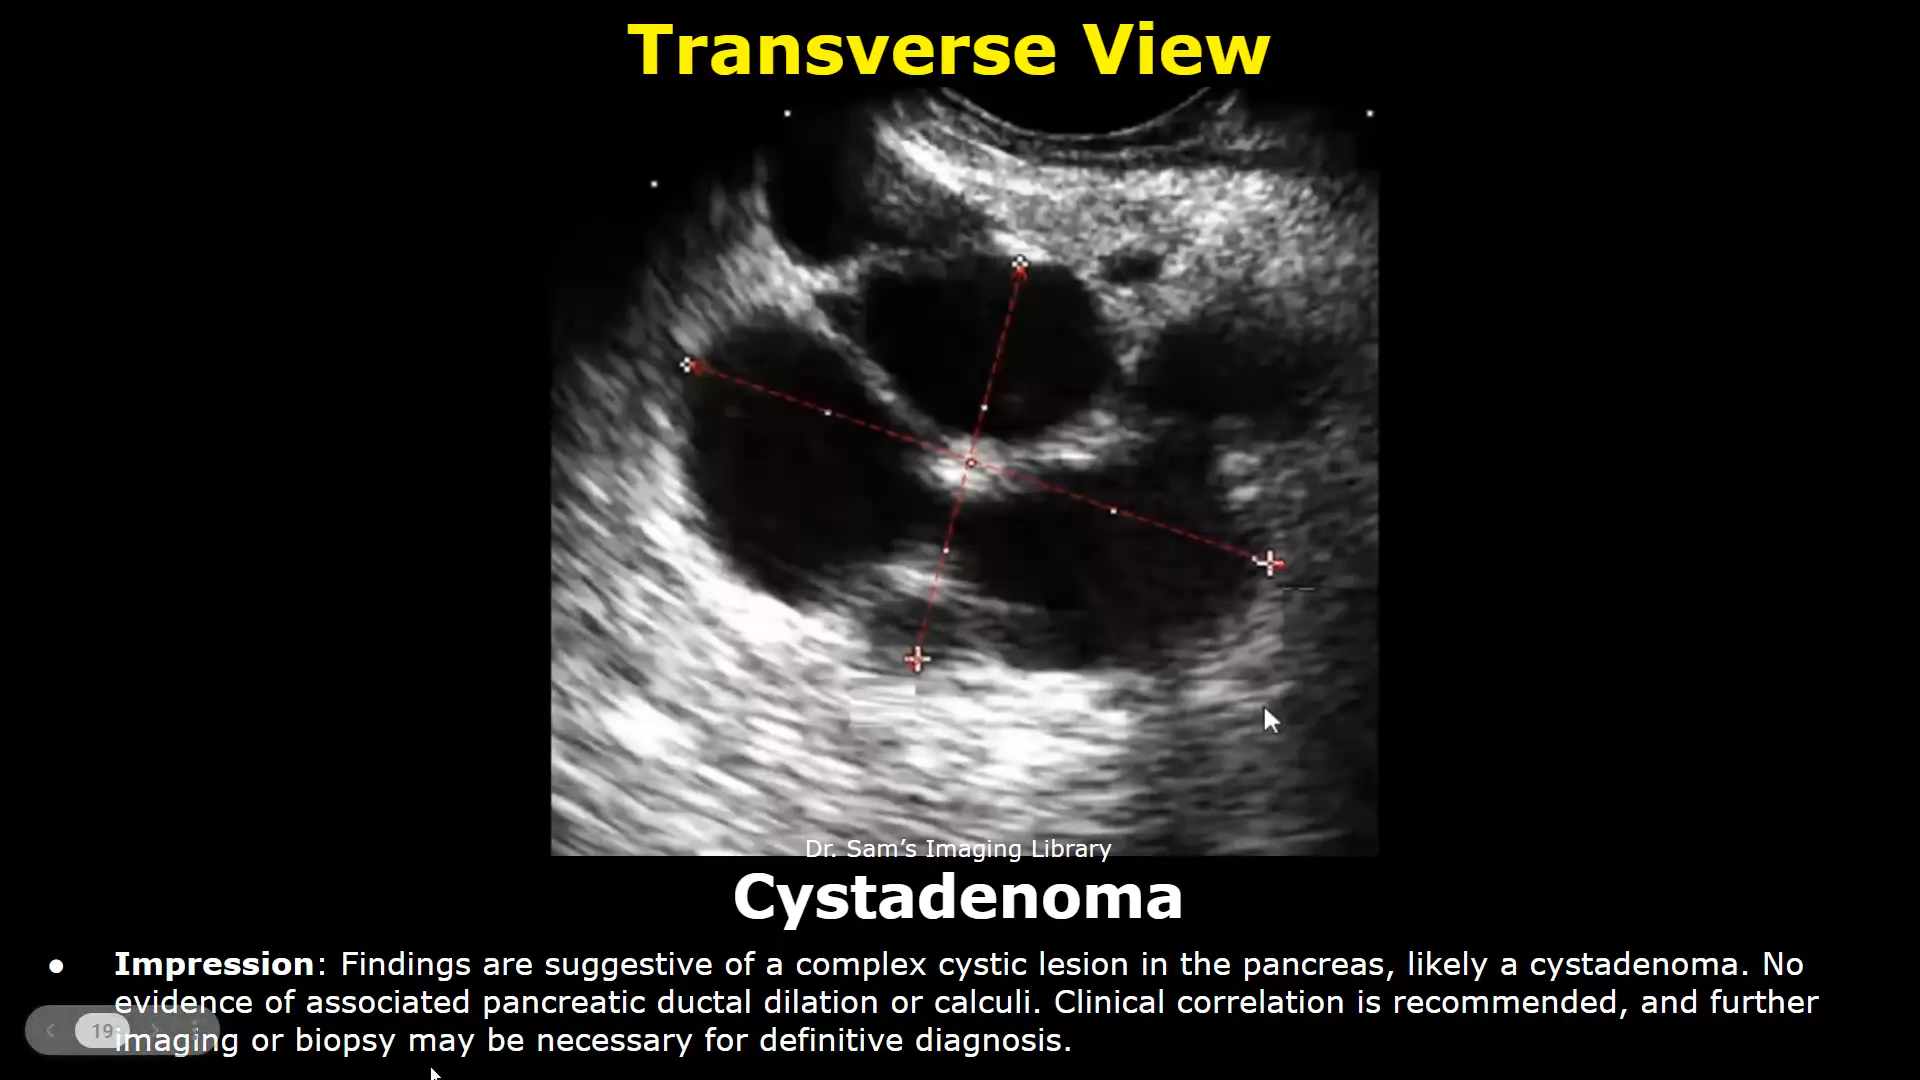 Transverse View
Dr. Sam’s Imaging Library
Cystadenoma
● Impression: Findings are suggestive of a complex cystic lesion in the pancreas, likely a cystadenoma. No
evidence of associated pancreatic ductal dilation or calculi. Clinical correlation is recommended, and further
19
imaging or biopsy may be necessary for definitive diagnosis.